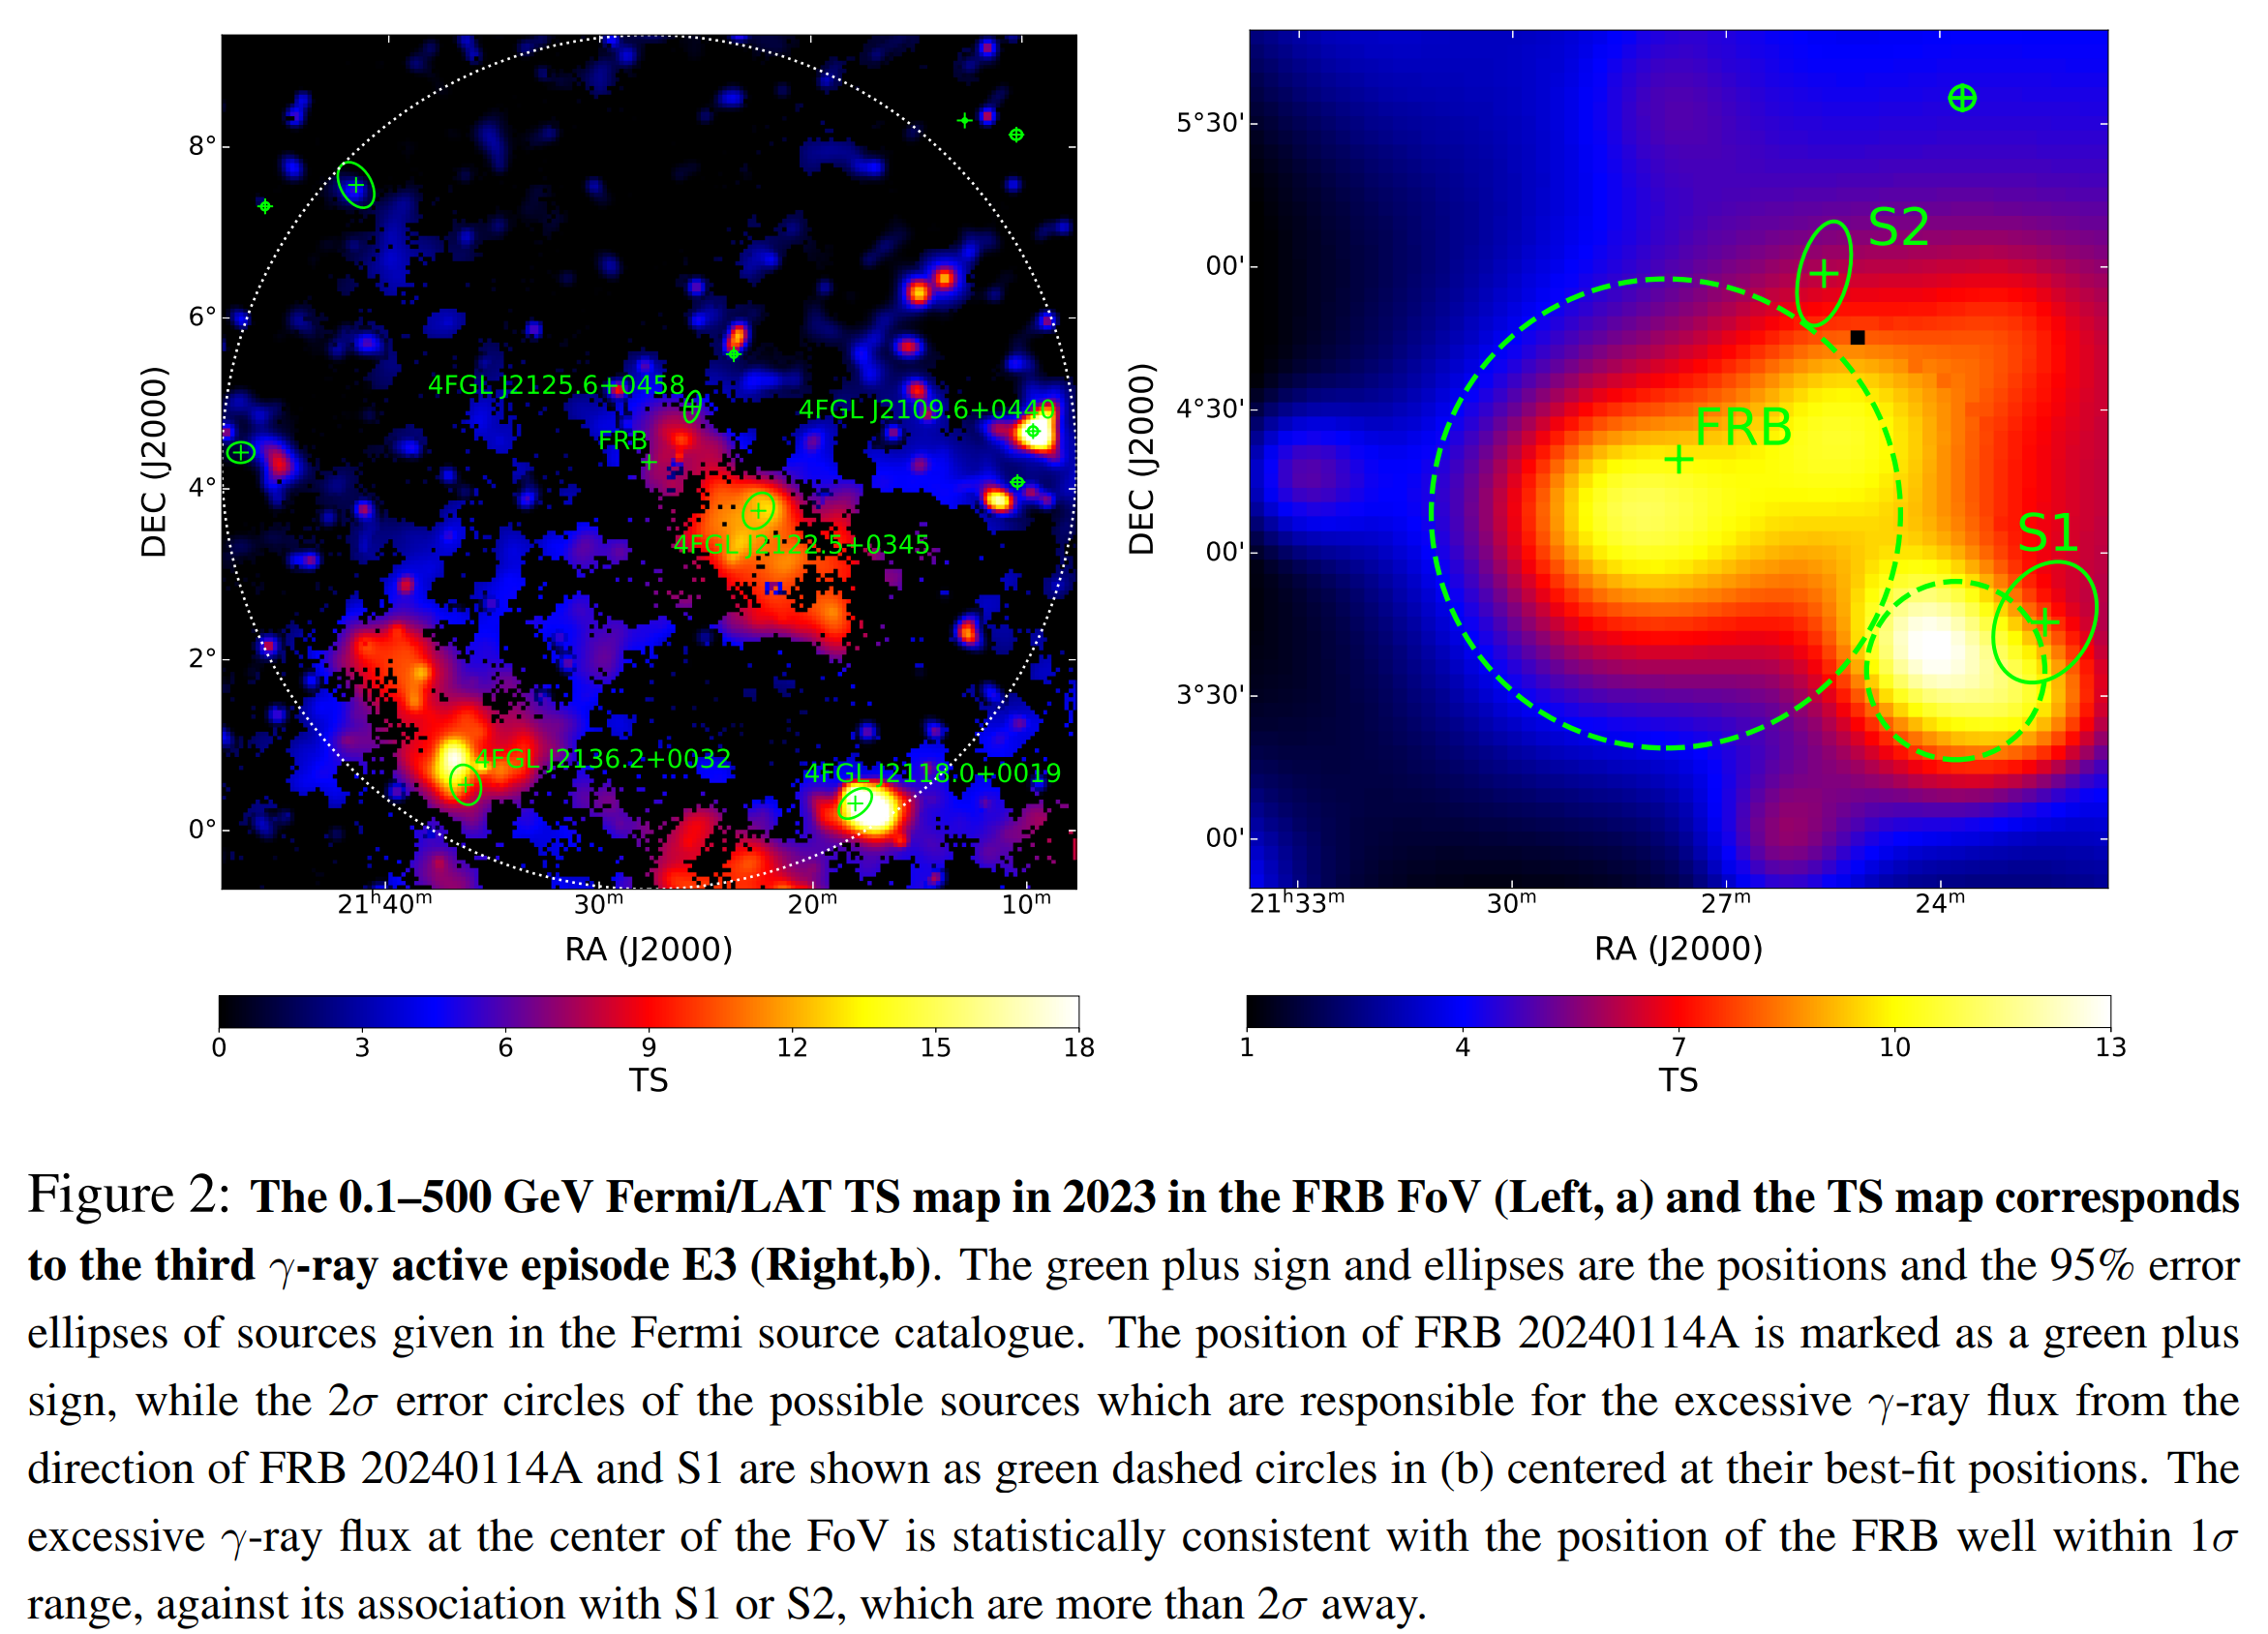 8°
6°
4°
2°
0°
DEC (J2000)
4FGL J2125.6+0458
4FGL J2109.6+0440
FRB
4FGL J2122.5+0345
4FGL J2136.2+0032
4FGL J2118.0+0019
21ʰ40ᵐ 30ᵐ 20ᵐ 10ᵐ
RA (J2000)
0 3 6 9 12 15 18
TS
5°30'
00'
4°30'
00'
3°30'
00'
DEC (J2000)
S2
FRB
S1
21ʰ33ᵐ 30ᵐ 27ᵐ 24ᵐ
RA (J2000)
1 4 7 10 13
TS
Figure 2: The 0.1–500 GeV Fermi/LAT TS map in 2023 in the FRB FoV (Left, a) and the TS map corresponds
to the third γ-ray active episode E3 (Right,b). The green plus sign and ellipses are the positions and the 95% error
ellipses of sources given in the Fermi source catalogue. The position of FRB 20240114A is marked as a green plus
sign, while the 2σ error circles of the possible sources which are responsible for the excessive γ-ray flux from the
direction of FRB 20240114A and S1 are shown as green dashed circles in (b) centered at their best-fit positions. The
excessive γ-ray flux at the center of the FoV is statistically consistent with the position of the FRB well within 1σ
range, against its association with S1 or S2, which are more than 2σ away.